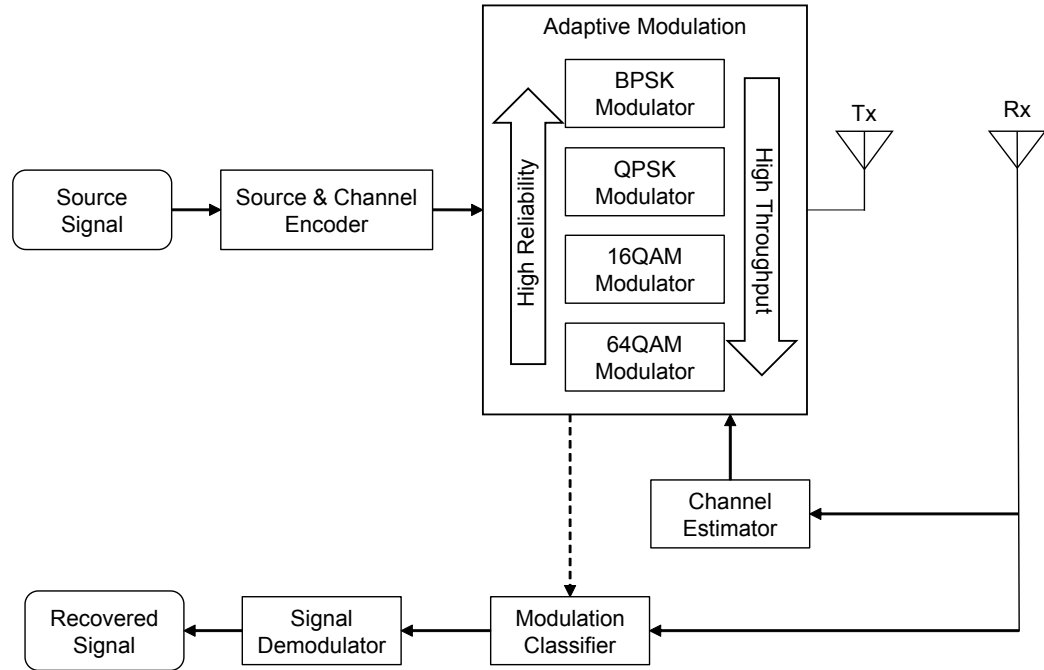 Adaptive Modulation
BPSK
Modulator
QPSK
Modulator
16QAM
Modulator
64QAM
Modulator
High Reliability
High Throughput
Tx
Rx
Source
Signal
Source & Channel
Encoder
Channel
Estimator
Recovered
Signal
Signal
Demodulator
Modulation
Classifier